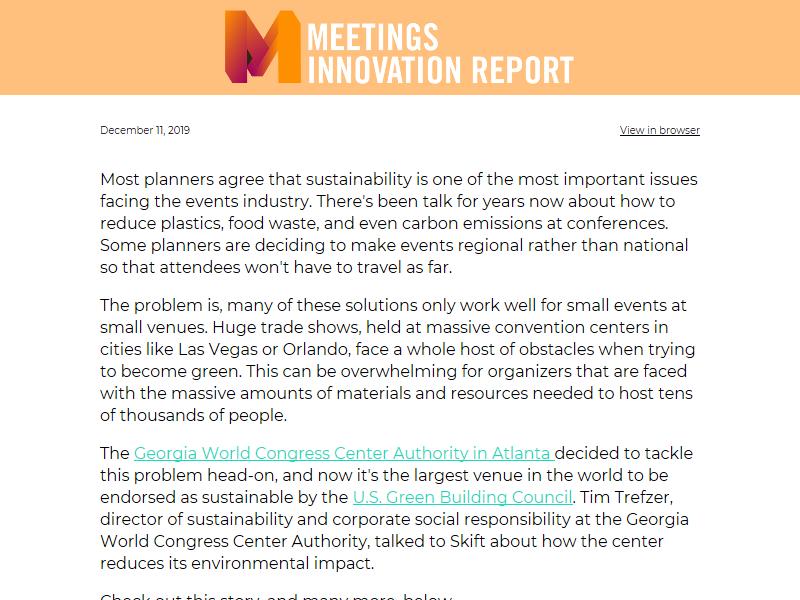 MEETINGS
INNOVATION REPORT
December 11, 2019
View in browser
Most planners agree that sustainability is one of the most important issues
facing the events industry. There's been talk for years now about how to
reduce plastics, food waste, and even carbon emissions at conferences.
Some planners are deciding to make events regional rather than national
so that attendees won't have to travel as far.
The problem is, many of these solutions only work well for small events at
small venues. Huge trade shows, held at massive convention centers in
cities like Las Vegas or Orlando, face a whole host of obstacles when trying
to become green. This can be overwhelming for organizers that are faced
with the massive amounts of materials and resources needed to host tens
of thousands of people.
The Georgia World Congress Center Authority in Atlanta decided to tackle
this problem head-on, and now it's the largest venue in the world to be
endorsed as sustainable by the U.S. Green Building Council. Tim Trefzer,
director of sustainability and corporate social responsibility at the Georgia
World Congress Center Authority, talked to Skift about how the center
reduces its environmental impact.
Check out this story, and many more, below.